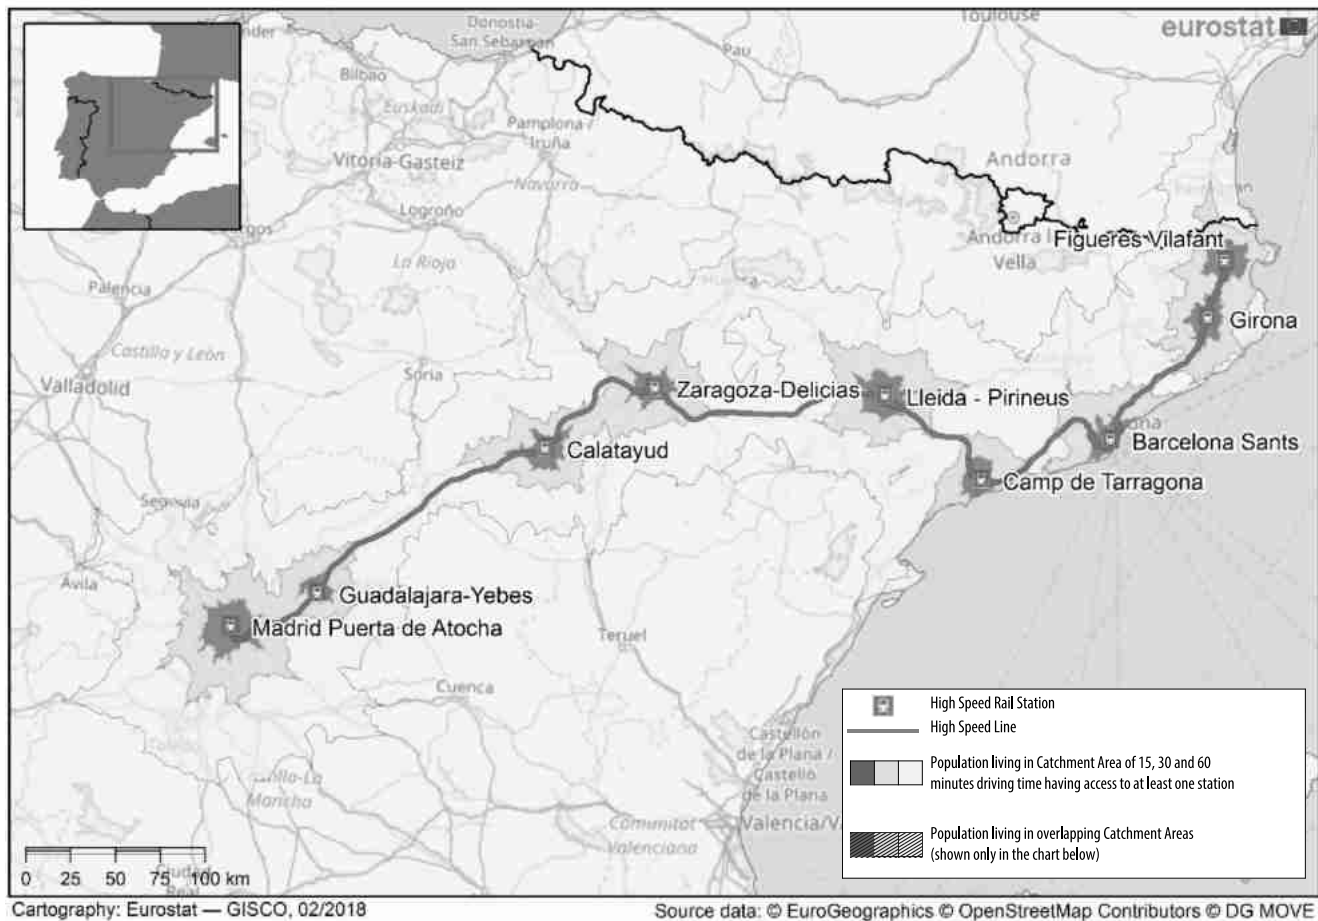 Donostia-
San Sebastián
Toulouse
eurostat
Pau
Bilbao
Euskadi
Pamplona /
Iruña
Andorra
Vitoria-Gasteiz
Navarra
Logroño
Andorra la
Vella
Figueres Vilafant
La Rioja
Palencia
Girona
Castilla y León
Soria
Valladolid
Zaragoza-Delicias
Lleida - Pirineus
Barcelona Sants
Calatayud
Camp de Tarragona
Segovia
Ávila
Guadalajara-Yebes
Madrid Puerta de Atocha
Teruel
Cuenca
High Speed Rail Station
High Speed Line
Population living in Catchment Area of 15, 30 and 60
minutes driving time having access to at least one station
Population living in overlapping Catchment Areas
(shown only in the chart below)
Castellón
de la Plana /
Castelló
de la Plana
Mancha
Comunitat
Valenciana
0 25 50 75 100 km
Cartography: Eurostat — GISCO, 02/2018
Source data: © EuroGeographics © OpenStreetMap Contributors © DG MOVE